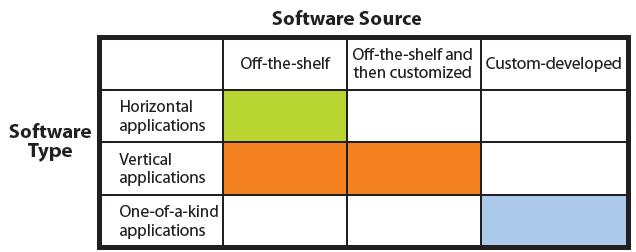 Software Source
Off-the-shelf
Off-the-shelf and
then customized
Custom-developed
Software
Type
Horizontal
applications
Vertical
applications
One-of-a-kind
applications